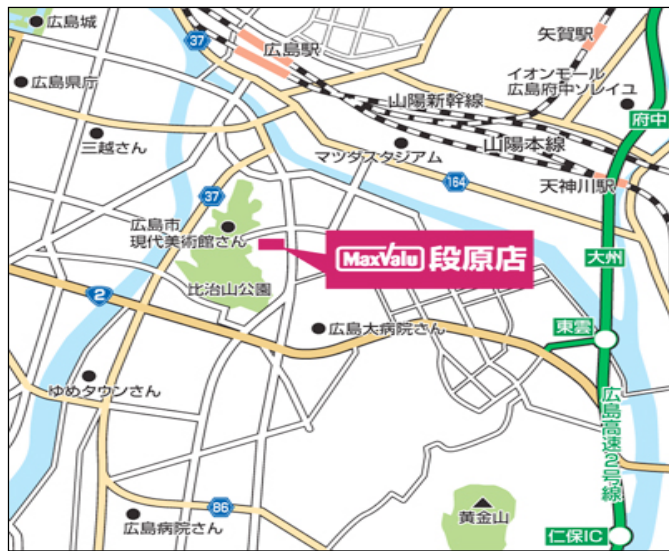 広島城
37
広島駅
矢賀駅
広島県庁
イオンモール
広島府中ソレイユ
山陽新幹線
府中
三越さん
山陽本線
マツダスタジアム
164
天神川駅
37
広島市
現代美術館さん
MaxValu 段原店
大州
比治山公園
2
広島大病院さん
東雲
ゆめタウンさん
広島高速2号線
86
広島病院さん
黄金山
仁保IC